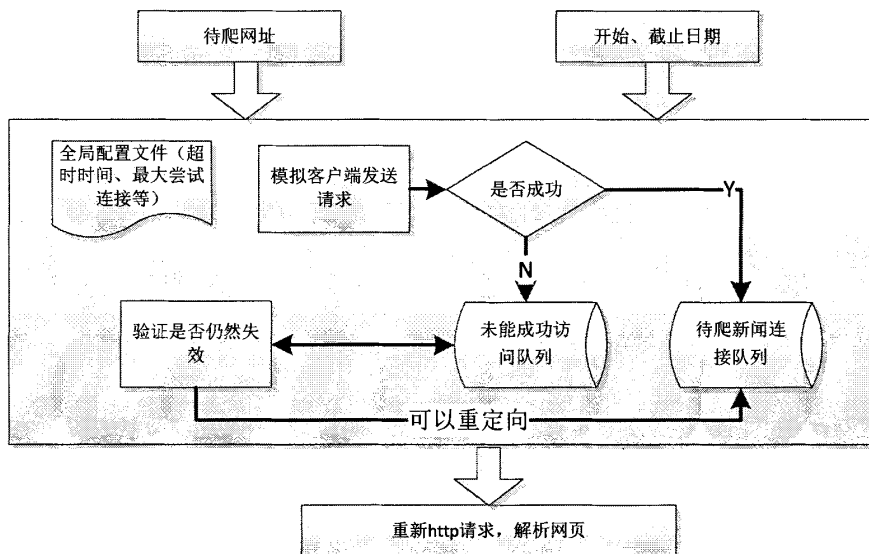 待爬网址
开始、截止日期
全局配置文件（超
时时间、最大尝试
连接等）
模拟客户端发送
请求
是否成功
Y
N
验证是否仍然失
效
未能成功访
问队列
待爬新闻连
接队列
可以重定向
重新http请求，解析网页